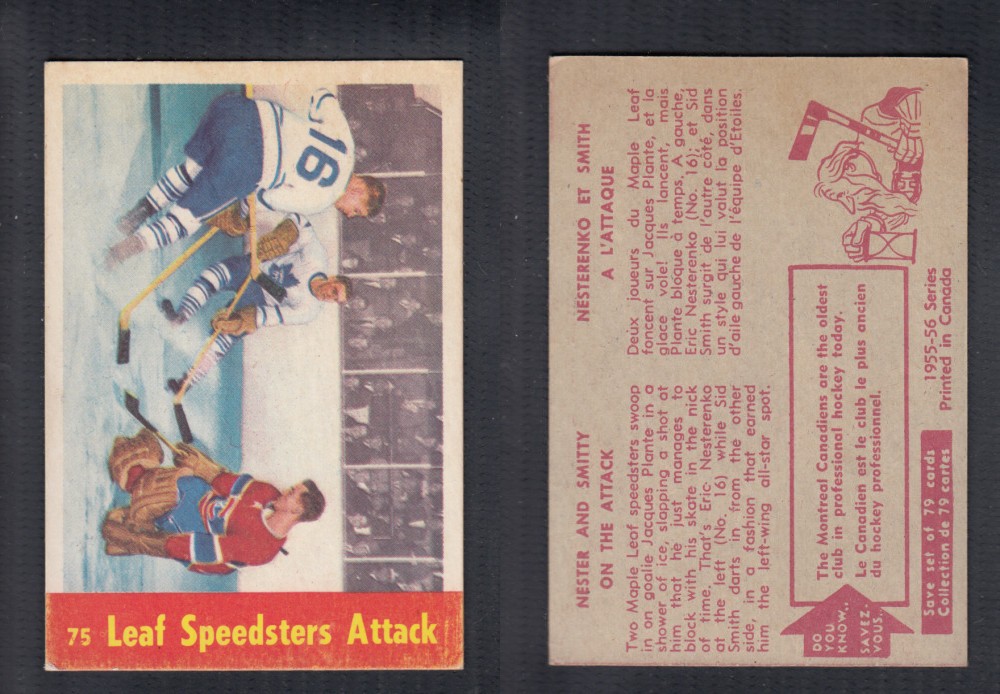 16
75 Leaf Speedsters Attack
NESTER AND SMITTY
ON THE ATTACK
Two Maple Leaf speedsters swoop
in on goalie Jacques Plante in a
shower of ice, slapping a shot at
him that he just manages to
block with his skate in the nick
of time. That's Eric Nesterenko
at the left (No. 16) while Sid
Smith darts in from the other
side, in a fashion that earned
him the left-wing all-star spot.
NESTERENKO ET SMITH
A L'ATTAQUE
Deux joueurs du Maple Leaf
foncent sur Jacques Plante, et la
glace vole! Ils lancent, mais
Plante bloque à temps. A gauche,
Eric Nesterenko (No. 16); et Sid
Smith surgit de l'autre côté, dans
un style qui lui valut la position
d'aile gauche de l'équipe d'Etoiles.
DO
YOU
KNOW..
SAVEZ-
VOUS..
The Montreal Canadiens are the oldest
club in professional hockey today.
Le Canadien est le club le plus ancien
du hockey professionnel.
Save set of 79 cards
Collection de 79 cartes
1955-56 Series
Printed in Canada